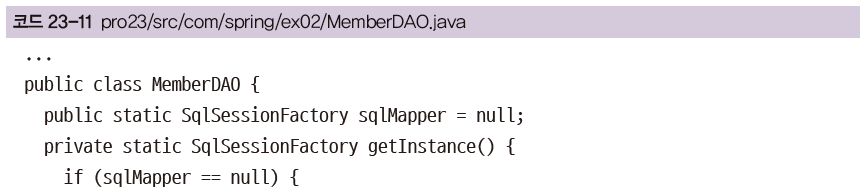 코드 23-11 pro23/src/com/spring/ex02/MemberDAO.java
...
public class MemberDAO {
public static SqlSessionFactory sqlMapper = null;
private static SqlSessionFactory getInstance() {
if (sqlMapper == null) {